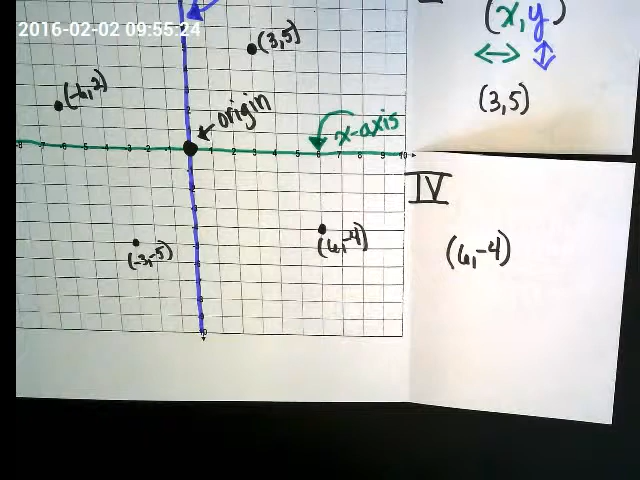 2016-02-02 09:55:24
(x,y)
(3,5)
(3,5)
(-6,2)
origin
x-axis
IV
(6,-4)
(6,-4)
(-3,-5)